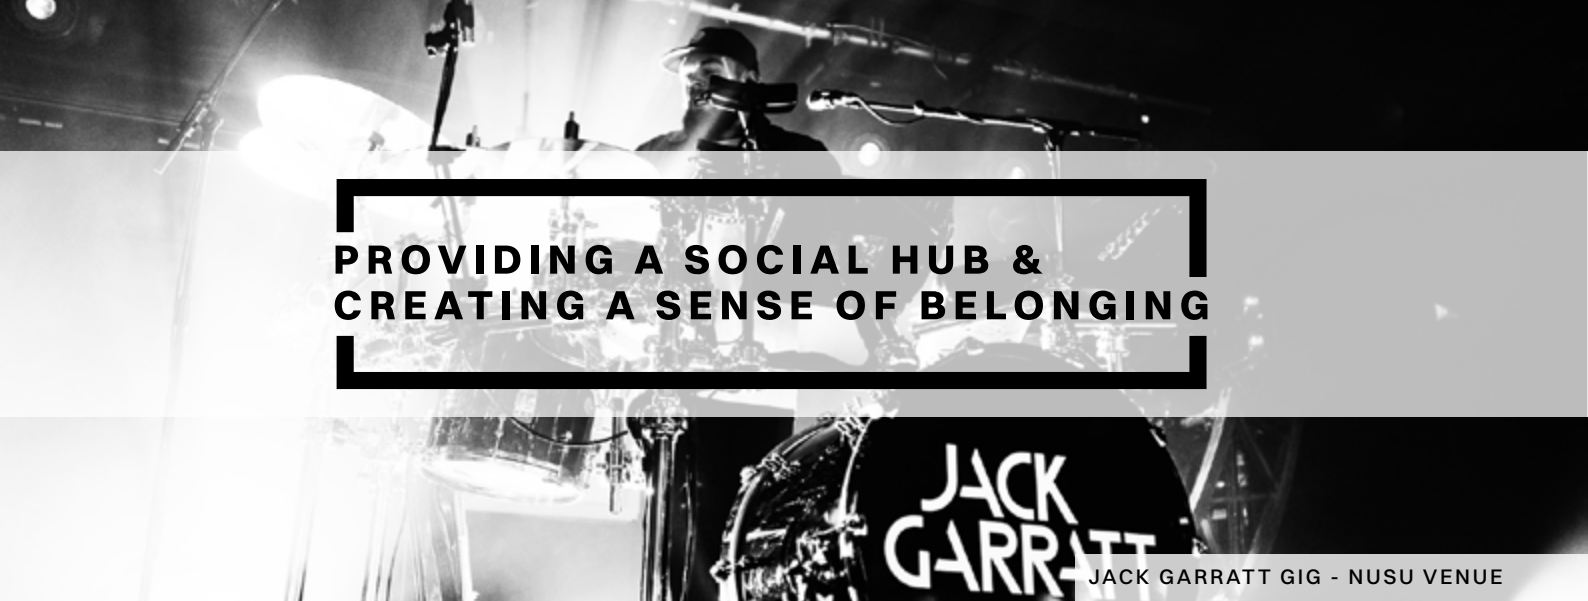 PROVIDING A SOCIAL HUB &
CREATING A SENSE OF BELONGING
JACK
GARRATT
JACK GARRATT GIG - NUSU VENUE